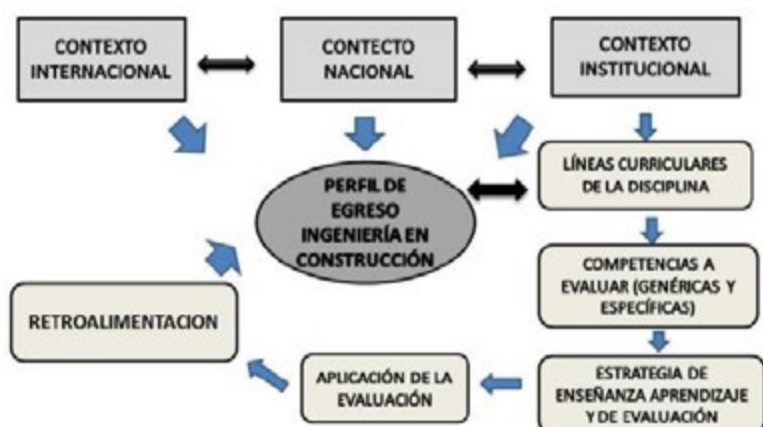 CONTEXTO
INTERNACIONAL
CONTECTO
NACIONAL
CONTEXTO
INSTITUCIONAL
PERFIL DE
EGRESO
INGENIERÍA EN
CONSTRUCCIÓN
LÍNEAS CURRICULARES
DE LA DISCIPLINA
COMPETENCIAS A
EVALUAR (GENÉRICAS Y
ESPECÍFICAS)
ESTRATEGIA DE
ENSEÑANZA APRENDIZAJE
Y DE EVALUACIÓN
APLICACIÓN DE LA
EVALUACIÓN
RETROALIMENTACION